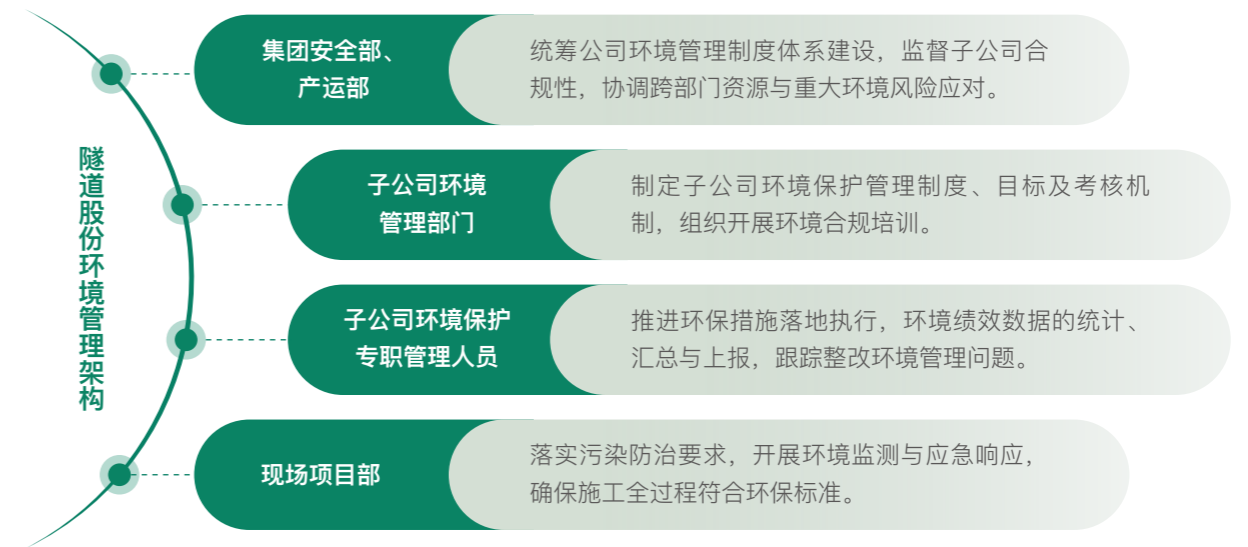 隧道股份环境管理架构
集团安全部、
产运部
统筹公司环境管理制度体系建设，监督子公司合
规性，协调跨部门资源与重大环境风险应对。
子公司环境
管理部门
制定子公司环境保护管理制度、目标及考核机
制，组织开展环境合规培训。
子公司环境保护
专职管理人员
推进环保措施落地执行，环境绩效数据的统计、
汇总与上报，跟踪整改环境管理问题。
现场项目部
落实污染防治要求，开展环境监测与应急响应，
确保施工全过程符合环保标准。